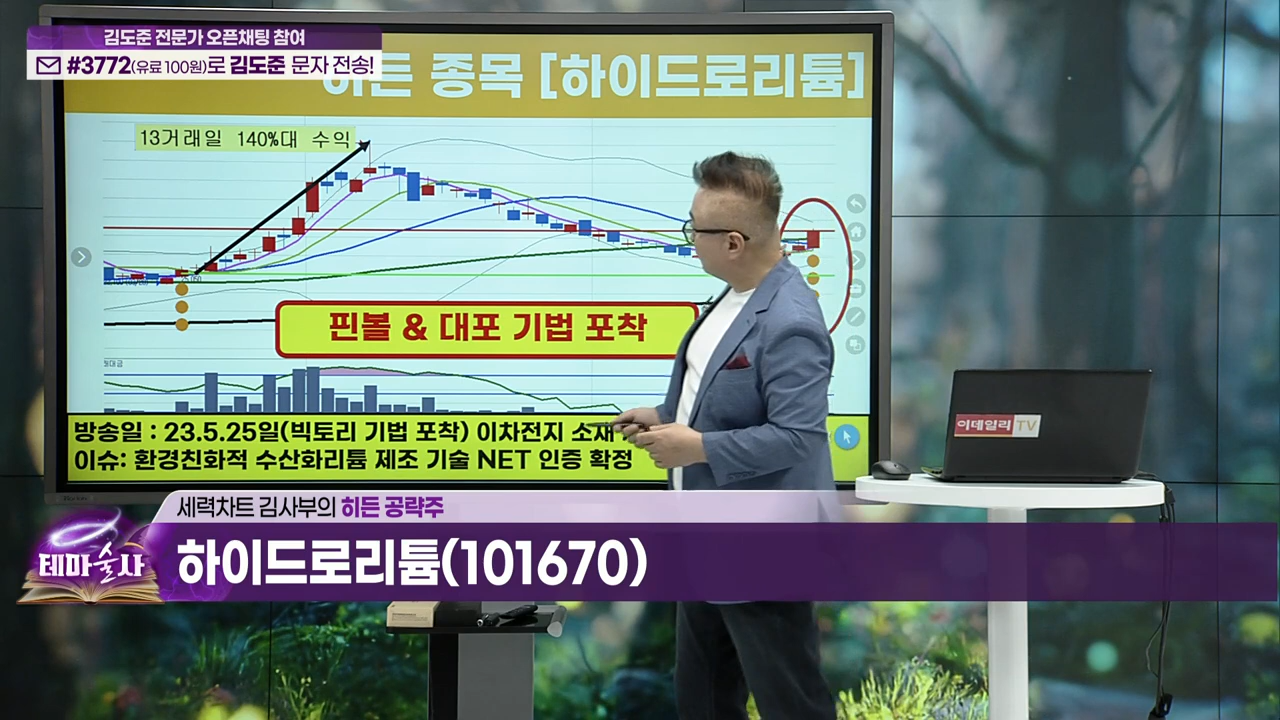 김도준 전문가 오픈채팅 참여
#3772(유료 100원)로 김도준 문자 전송!
히든 종목 [하이드로리튬]
13거래일 140%대 수익
25,050
핀볼 & 대포 기법 포착
방송일 : 23.5.25일(빅토리 기법 포착) 이차전지 소재
이슈: 환경친화적 수산화리튬 제조 기술 NET 인증 확정
이데일리TV
세력차트 김사부의 히든 공략주
테마술사
하이드로리튬(101670)